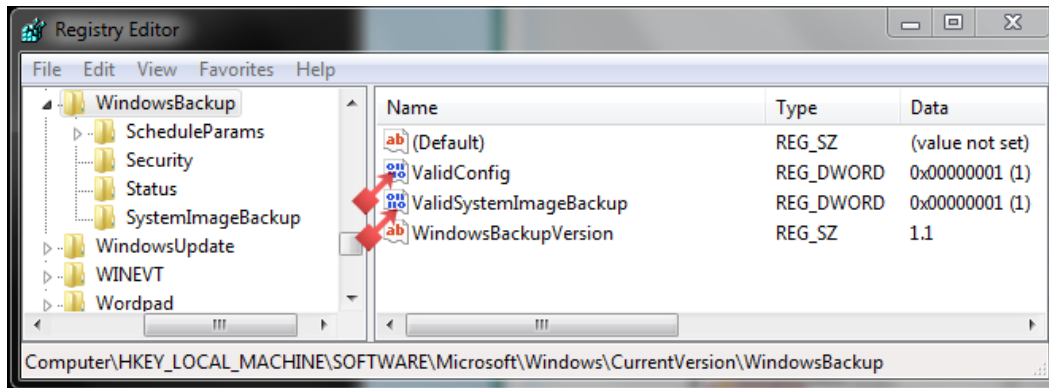 Registry Editor
File Edit View Favorites Help
WindowsBackup
ScheduleParams
Security
Status
SystemImageBackup
WindowsUpdate
WINEVT
Wordpad
Name Type Data
(Default) REG_SZ (value not set)
ValidConfig REG_DWORD 0x00000001 (1)
ValidSystemImageBackup REG_DWORD 0x00000001 (1)
WindowsBackupVersion REG_SZ 1.1
Computer\HKEY_LOCAL_MACHINE\SOFTWARE\Microsoft\Windows\CurrentVersion\WindowsBackup